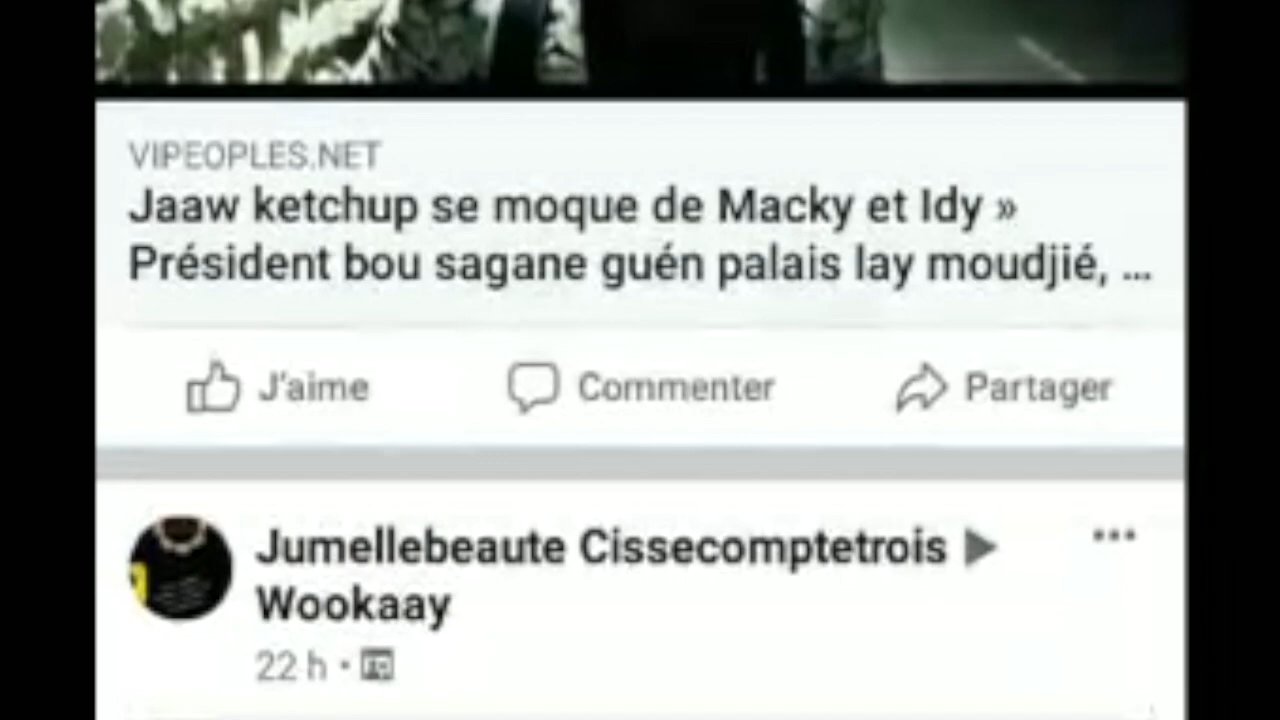 VIPEOPLES.NET
Jaaw ketchup se moque de Macky et Idy »
Président bou sagane guén palais lay moudjié, ...
J'aime Commenter Partager
Jumellebeaute Cissecomptetrois
Wookaay
22 h ·